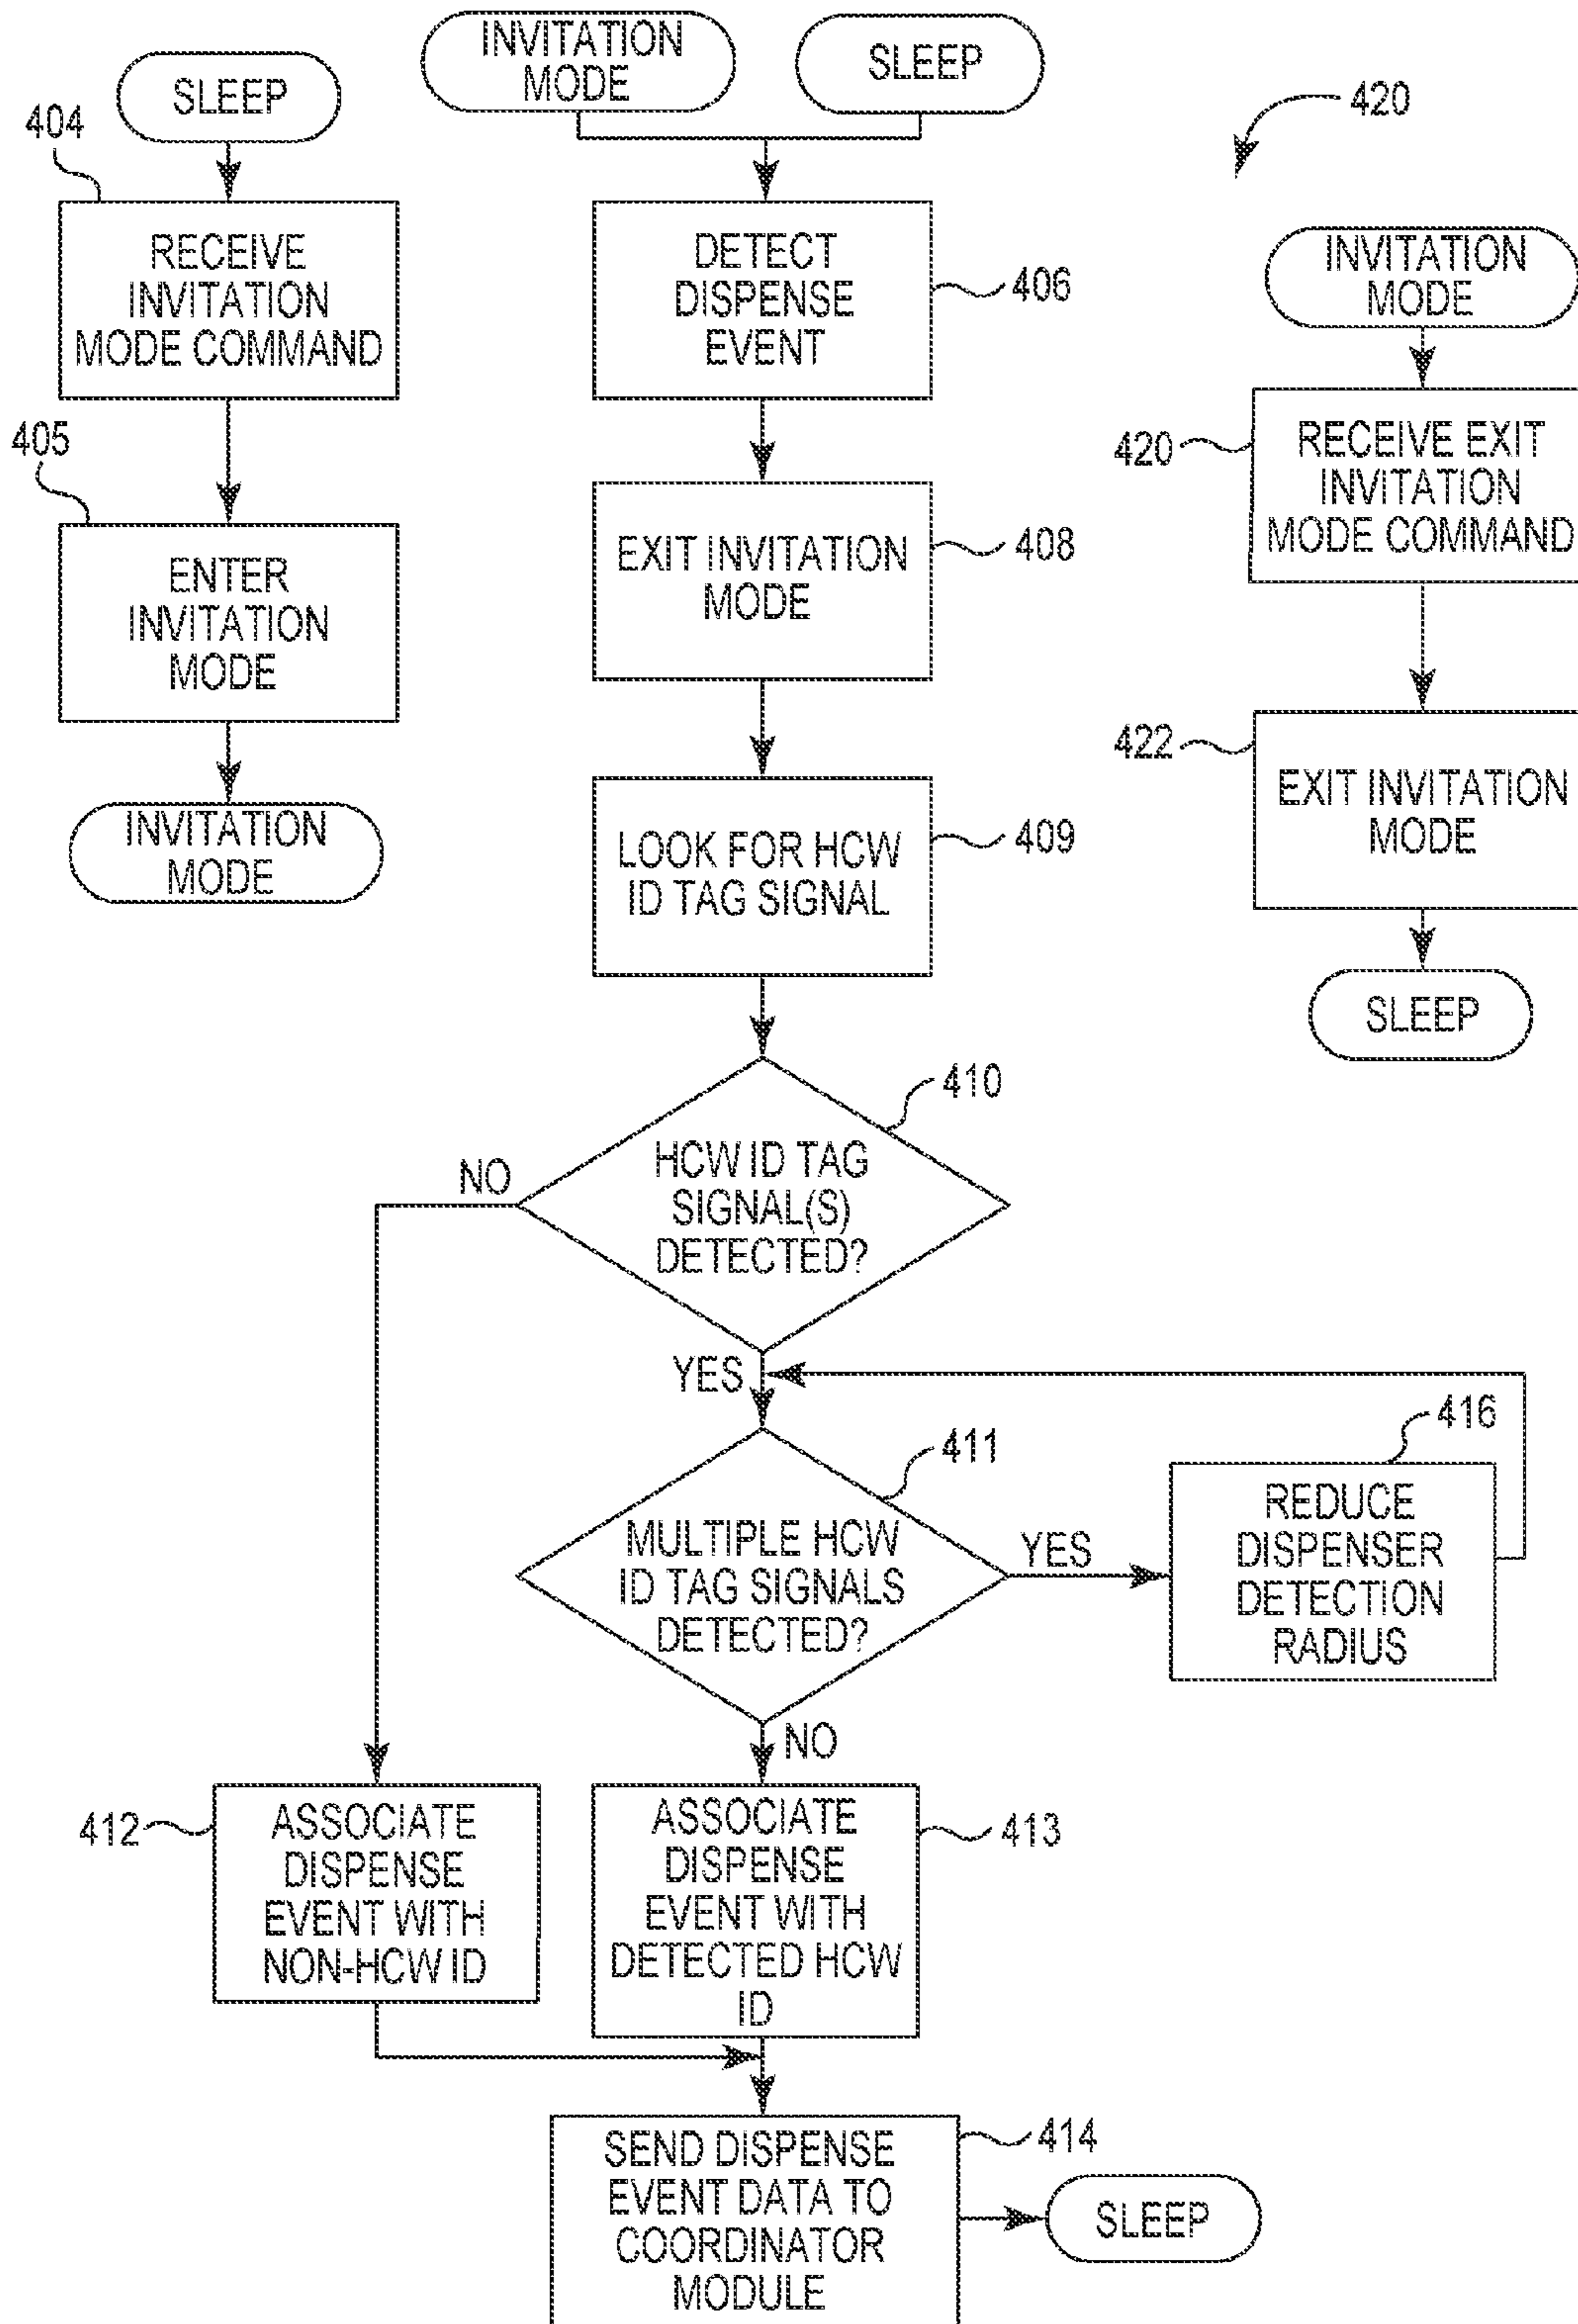 SLEEP
404
RECEIVE
INVITATION
MODE COMMAND
405
ENTER
INVITATION
MODE
INVITATION
MODE
INVITATION
MODE
SLEEP
DETECT
DISPENSE
EVENT
406
EXIT INVITATION
MODE
408
LOOK FOR HCW
ID TAG SIGNAL
409
HCW ID TAG
SIGNAL(S)
DETECTED?
410
NO
YES
MULTIPLE HCW
ID TAG SIGNALS
DETECTED?
411
YES
REDUCE
DISPENSER
DETECTION
RADIUS
416
NO
412
ASSOCIATE
DISPENSE
EVENT WITH
NON-HCW ID
ASSOCIATE
DISPENSE
EVENT WITH
DETECTED HCW
ID
413
SEND DISPENSE
EVENT DATA TO
COORDINATOR
MODULE
414
SLEEP
420
INVITATION
MODE
420
RECEIVE EXIT
INVITATION
MODE COMMAND
422
EXIT INVITATION
MODE
SLEEP